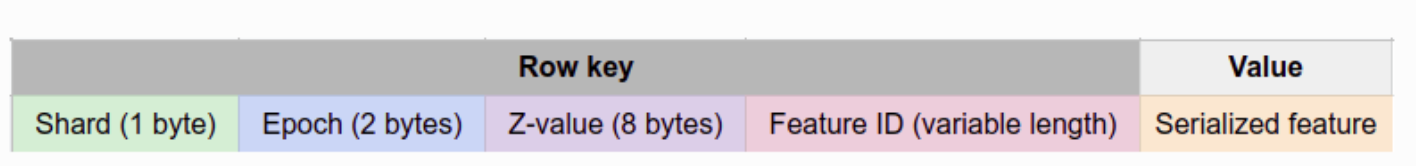 Row key Value
Shard (1 byte) Epoch (2 bytes) Z-value (8 bytes) Feature ID (variable length) Serialized feature